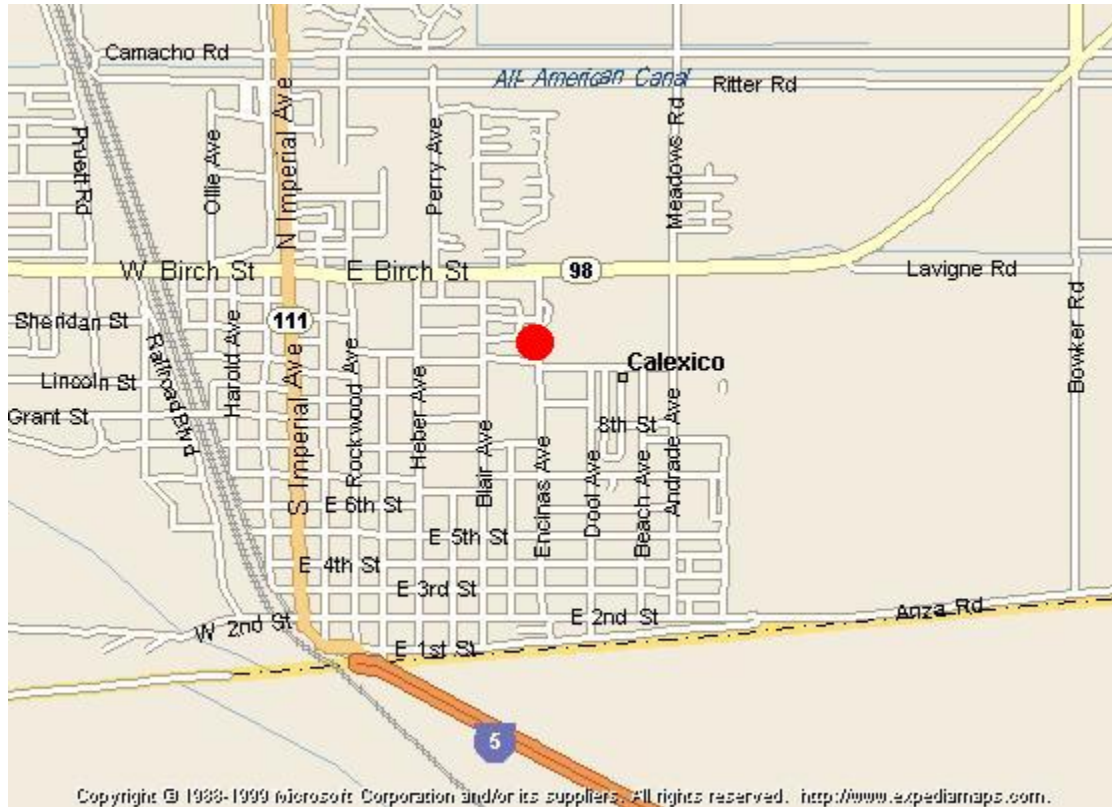 Camacho Rd
All-American Canal
Ritter Rd
Pruett Rd
Ollie Ave
N Imperial Ave
Perry Ave
Meadows Rd
W Birch St
E Birch St
98
Lavigne Rd
Bowker Rd
Sheridan St
111
Railroad Blvd
Harold Ave
S Imperial Ave
Rockwood Ave
Heber Ave
Blair Ave
Encinas Ave
Dool Ave
Beach Ave
Andrade Ave
Calexico
Lincoln St
Grant St
8th St
E 6th St
E 5th St
E 4th St
E 3rd St
E 2nd St
Anza Rd
W 2nd St
E 1st St
5
Copyright © 1988-1999 Microsoft Corporation and/or its suppliers. All rights reserved. http://www.expediamaps.com.